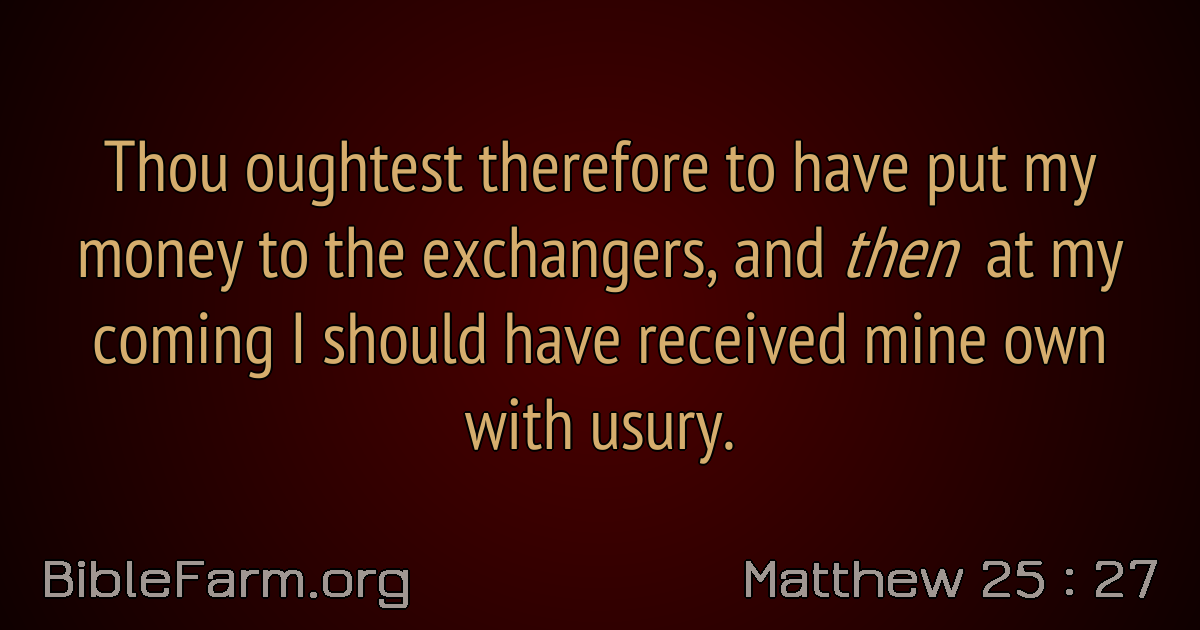 Thou oughtest therefore to have put my
money to the exchangers, and then at my
coming I should have received mine own
with usury.
BibleFarm.org
Matthew 25 : 27